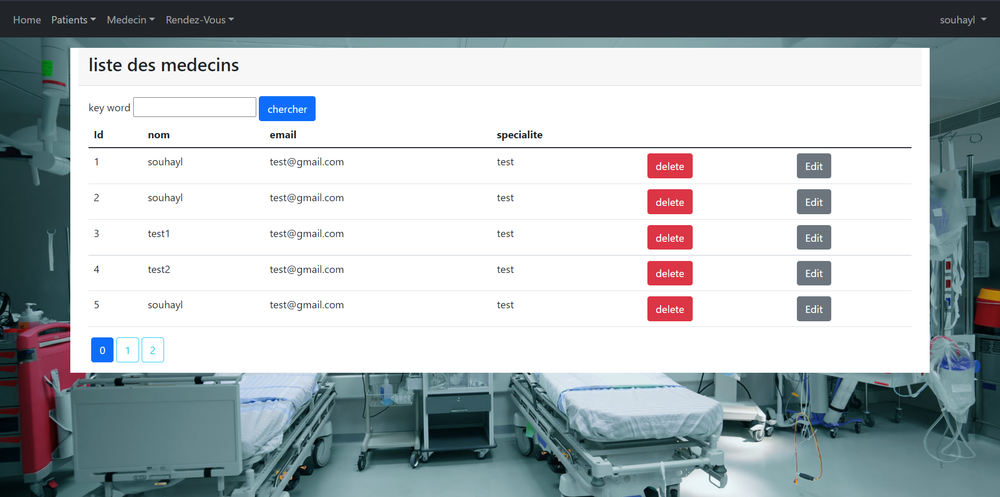 Home Patients Medecin Rendez-Vous souhayl
liste des medecins
key word chercher
Id nom email specialite
1 souhayl test@gmail.com test delete Edit
2 souhayl test@gmail.com test delete Edit
3 test1 test@gmail.com test delete Edit
4 test2 test@gmail.com test delete Edit
5 souhayl test@gmail.com test delete Edit
0 1 2